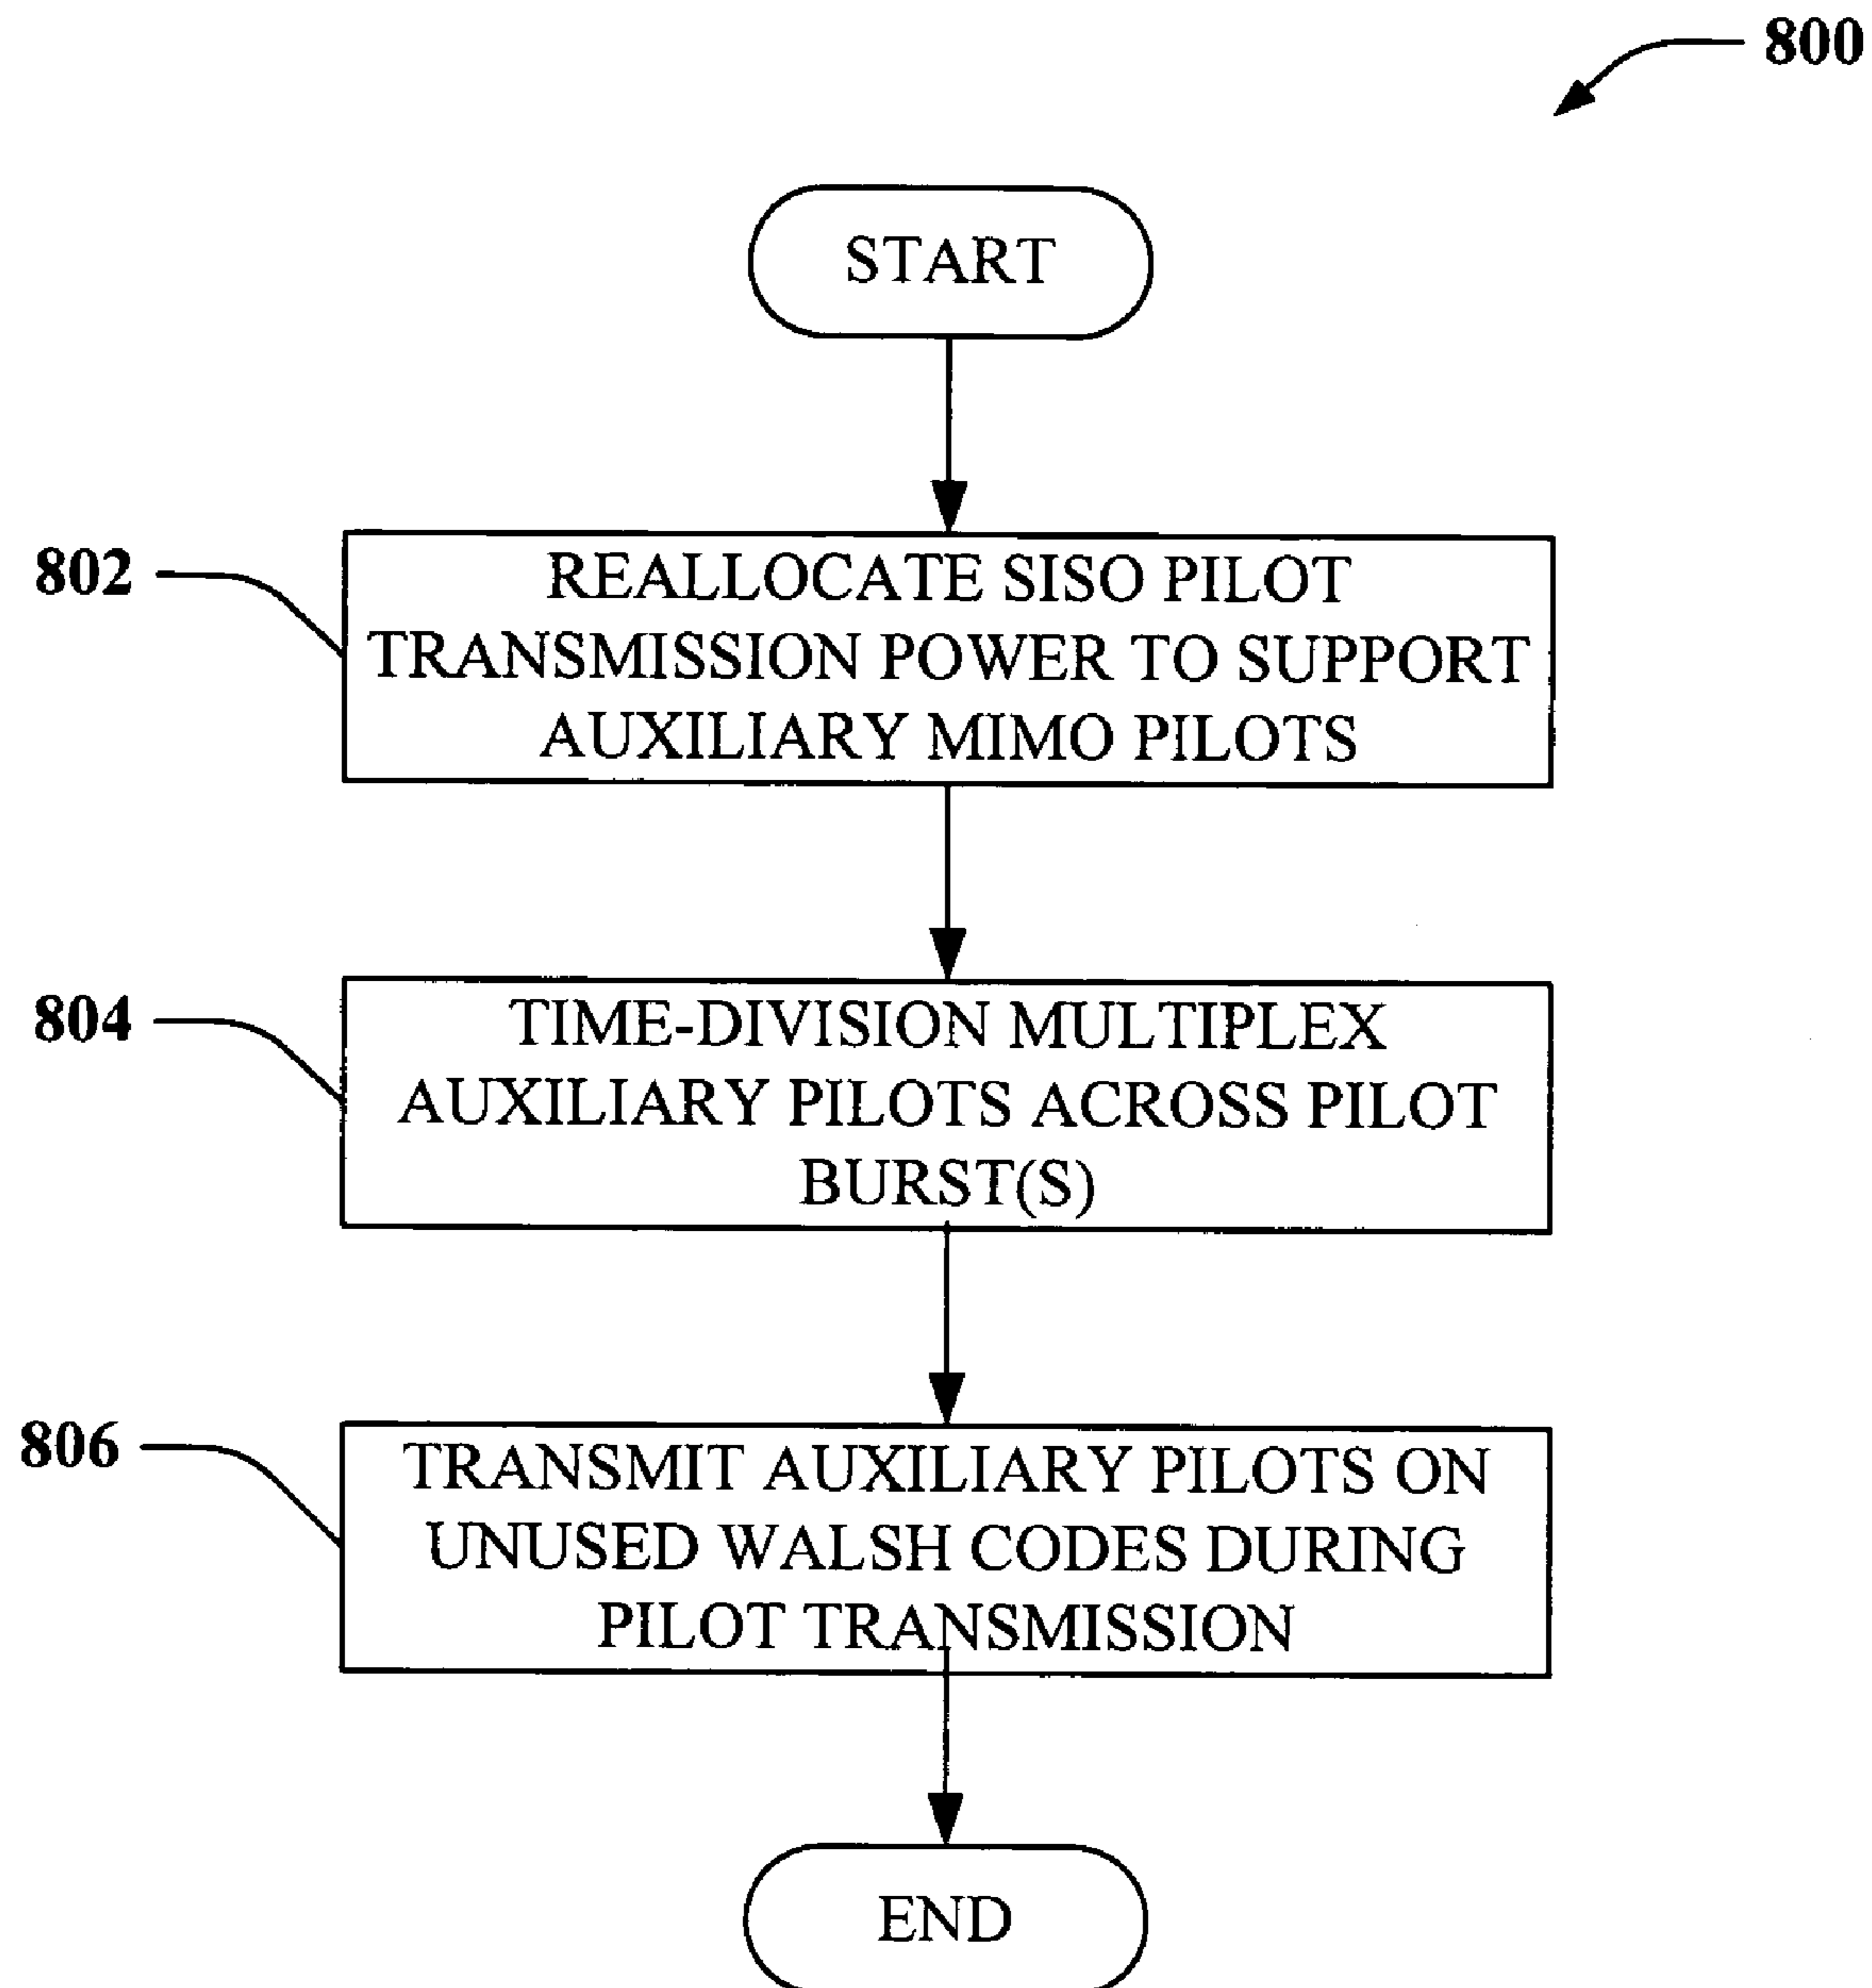 800
START
802
REALLOCATE SISO PILOT
TRANSMISSION POWER TO SUPPORT
AUXILIARY MIMO PILOTS
804
TIME-DIVISION MULTIPLEX
AUXILIARY PILOTS ACROSS PILOT
BURST(S)
806
TRANSMIT AUXILIARY PILOTS ON
UNUSED WALSH CODES DURING
PILOT TRANSMISSION
END